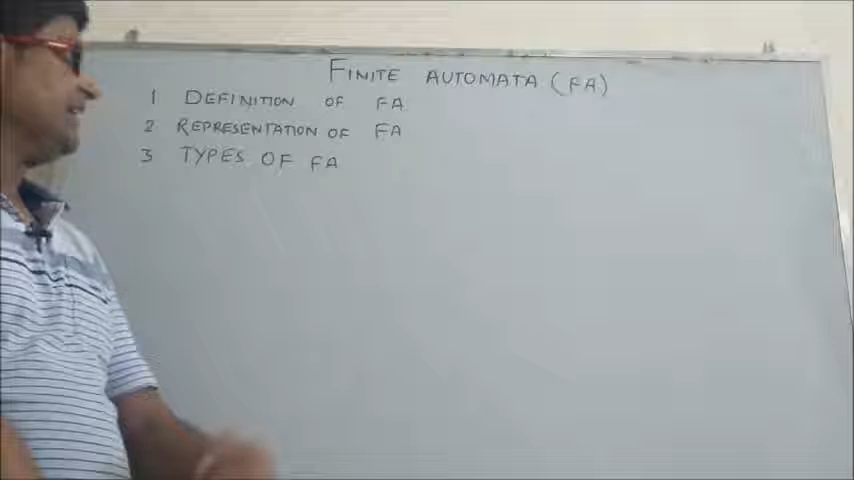 FINITE AUTOMATA (FA)
1 DEFINITION OF FA
2 REPRESENTATION OF FA
3 TYPES OF FA